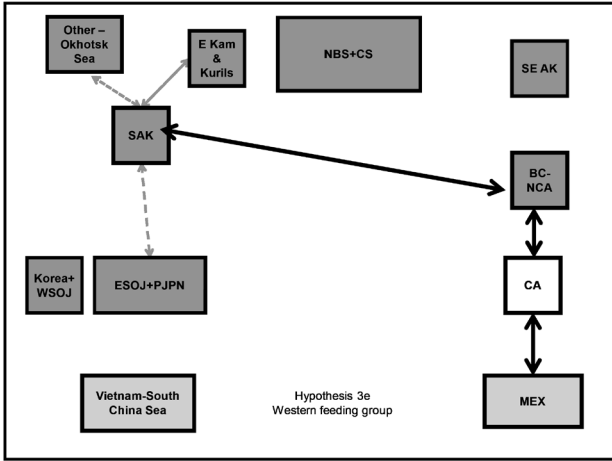 Other –
Okhotsk
Sea
E Kam
&
Kurils
NBS+CS
SE AK
SAK
BC-
NCA
Korea+
WSOJ
ESOJ+PJPN
CA
Vietnam-South
China Sea
Hypothesis 3e
Western feeding group
MEX